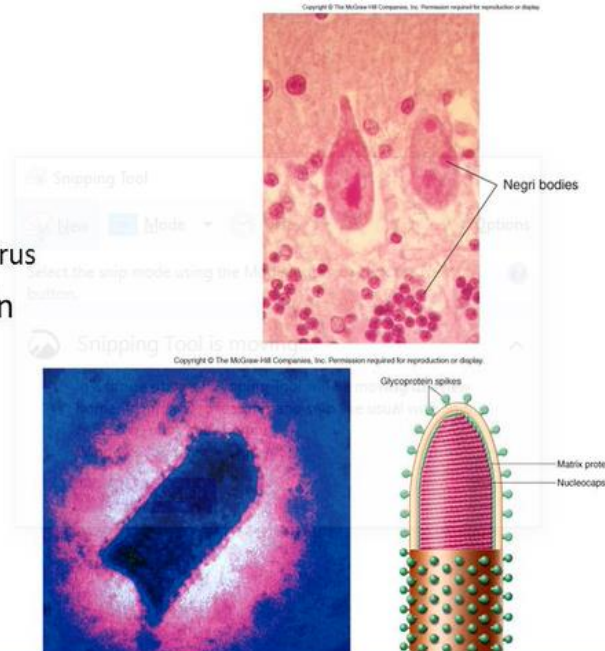 Copyright © The McGraw-Hill Companies, Inc. Permission required for reproduction or display.
Negri bodies
Snipping Tool
New
Mode
Options
rus
Select the snip mode using the M
button.
n
Snipping Tool is moving
Copyright © The McGraw-Hill Companies, Inc. Permission required for reproduction or display.
Glycoprotein spikes
Matrix prote
Nucleocaps